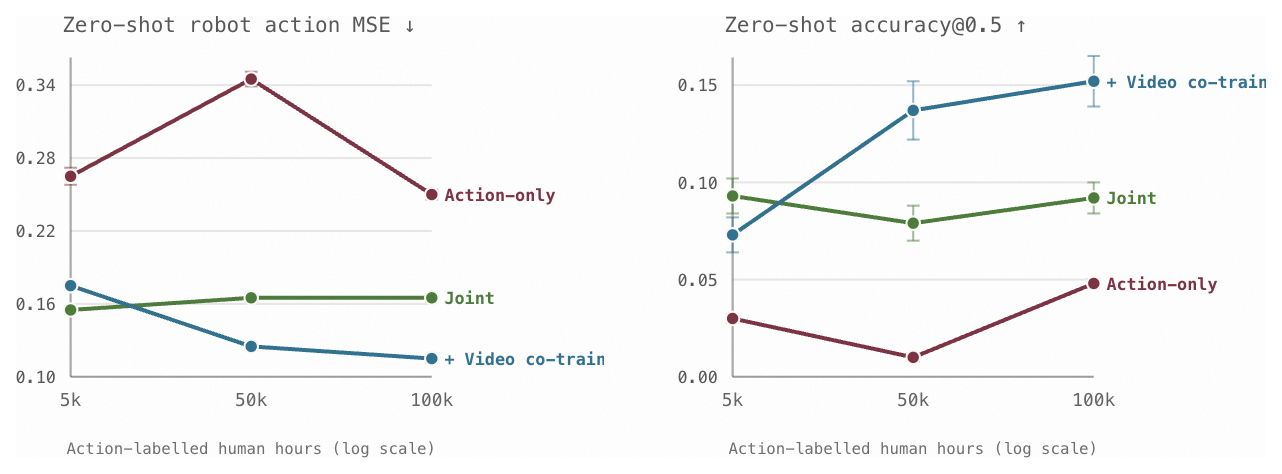 Zero-shot robot action MSE ↓
0.34
0.28
0.22
0.16
0.10
5k
50k
100k
Action-only
Joint
+ Video co-train
Action-labelled human hours (log scale)
Zero-shot accuracy@0.5 ↑
0.15
0.10
0.05
0.00
5k
50k
100k
+ Video co-train
Joint
Action-only
Action-labelled human hours (log scale)